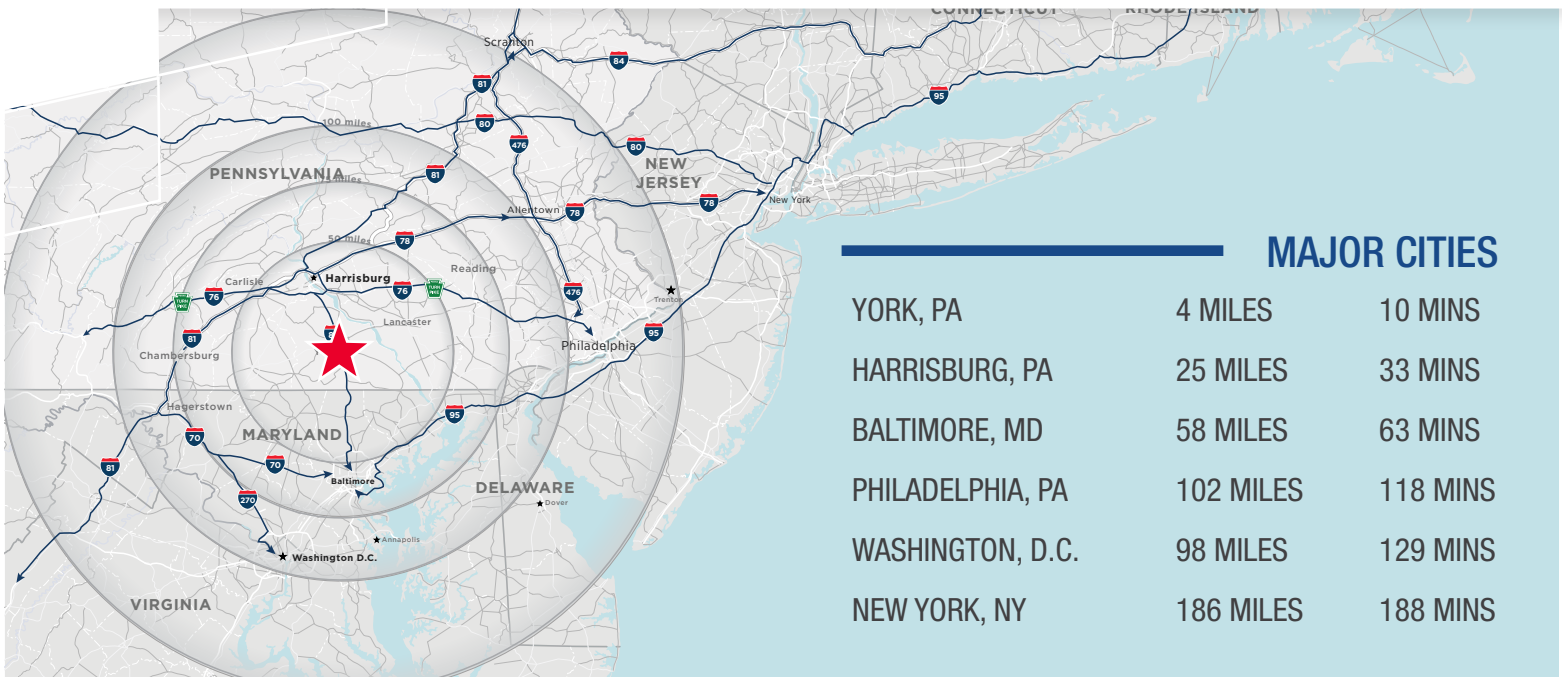 CONNECTICUT
RHODE ISLAND
Scranton
84
81
95
100 miles
80
476
80
NEW
JERSEY
PENNSYLVANIA
81
miles
78
New York
Allentown
78
50 miles
78
MAJOR CITIES
Carlisle
Harrisburg
Reading
76
76
TURN
PIKE
476
Trenton
YORK, PA 4 MILES 10 MINS
Lancaster
95
81
Philadelphia
Chambersburg
HARRISBURG, PA 25 MILES 33 MINS
Hagerstown
95
MARYLAND
70
BALTIMORE, MD 58 MILES 63 MINS
70
81
Baltimore
DELAWARE
PHILADELPHIA, PA 102 MILES 118 MINS
270
Dover
Annapolis
Washington D.C.
WASHINGTON, D.C. 98 MILES 129 MINS
VIRGINIA
NEW YORK, NY 186 MILES 188 MINS